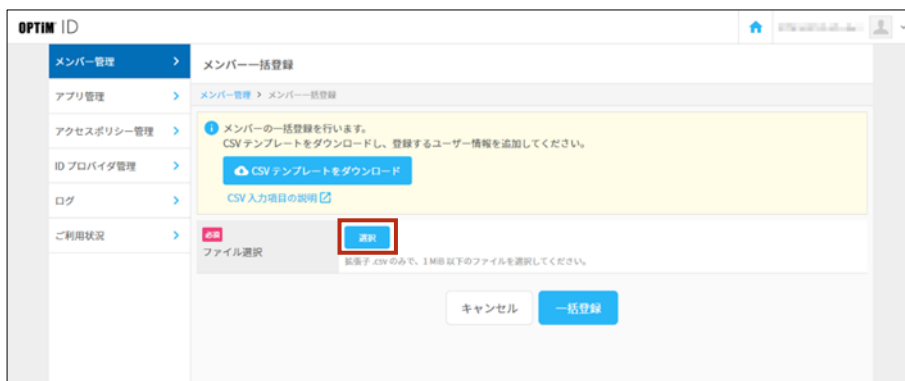 OPTiM ID
メンバー管理
アプリ管理
アクセスポリシー管理
ID プロバイダ管理
ログ
ご利用状況
メンバー一括登録
メンバー管理 > メンバー一括登録
メンバーの一括登録を行います。
CSV テンプレートをダウンロードし、登録するユーザー情報を追加してください。
CSV テンプレートをダウンロード
CSV 入力項目の説明
必須
ファイル選択
選択
拡張子 .csv のみで、1 MiB 以下のファイルを選択してください。
キャンセル
一括登録